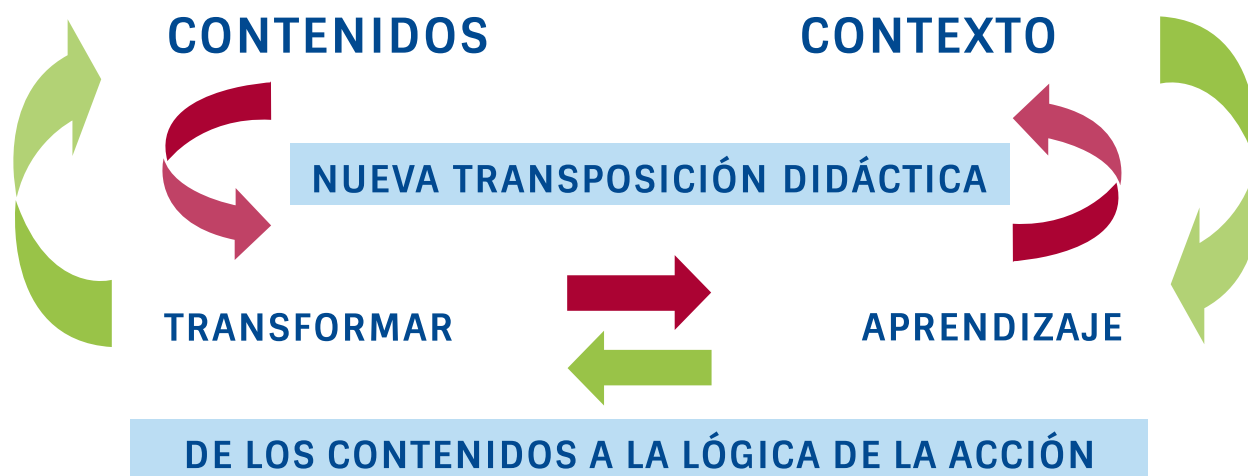 CONTENIDOS
CONTEXTO
NUEVA TRANSPOSICIÓN DIDÁCTICA
TRANSFORMAR
APRENDIZAJE
DE LOS CONTENIDOS A LA LÓGICA DE LA ACCIÓN